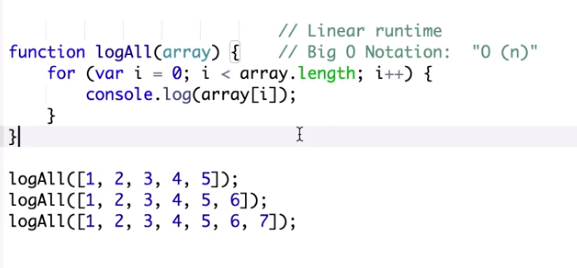 // Linear runtime
function logAll(array) {    // Big O Notation:  "O (n)"
    for (var i = 0; i < array.length; i++) {
        console.log(array[i]);
    }
}
logAll([1, 2, 3, 4, 5]);
logAll([1, 2, 3, 4, 5, 6]);
logAll([1, 2, 3, 4, 5, 6, 7]);